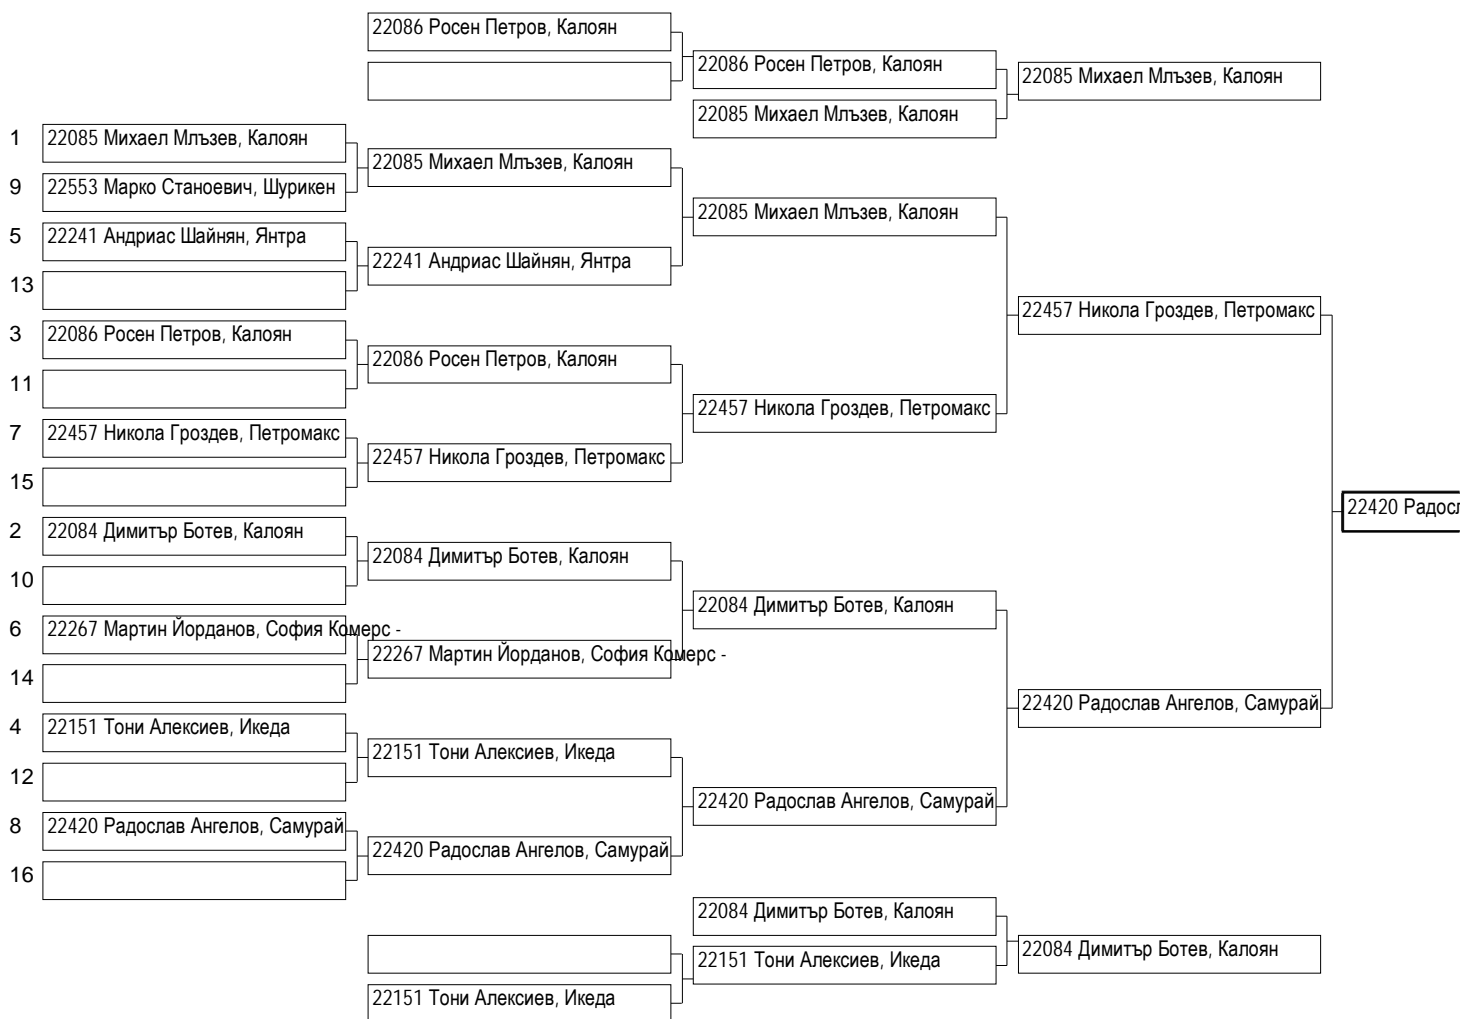 22086 Росен Петров, Калоян
22086 Росен Петров, Калоян
22085 Михаел Млъзев, Калоян
22085 Михаел Млъзев, Калоян
1 22085 Михаел Млъзев, Калоян
22085 Михаел Млъзев, Калоян
9 22553 Марко Станоевич, Шурикен
22085 Михаел Млъзев, Калоян
5 22241 Андриас Шайнян, Янтра
22241 Андриас Шайнян, Янтра
13
22457 Никола Гроздев, Петромакс
3 22086 Росен Петров, Калоян
22086 Росен Петров, Калоян
11
22457 Никола Гроздев, Петромакс
7 22457 Никола Гроздев, Петромакс
22457 Никола Гроздев, Петромакс
15
22420 Радосл
2 22084 Димитър Ботев, Калоян
22084 Димитър Ботев, Калоян
10
22084 Димитър Ботев, Калоян
6 22267 Мартин Йорданов, София Комерс -
22267 Мартин Йорданов, София Комерс -
14
22420 Радослав Ангелов, Самурай
4 22151 Тони Алексиев, Икеда
22151 Тони Алексиев, Икеда
12
22420 Радослав Ангелов, Самурай
8 22420 Радослав Ангелов, Самурай
22420 Радослав Ангелов, Самурай
16
22084 Димитър Ботев, Калоян
22151 Тони Алексиев, Икеда
22084 Димитър Ботев, Калоян
22151 Тони Алексиев, Икеда